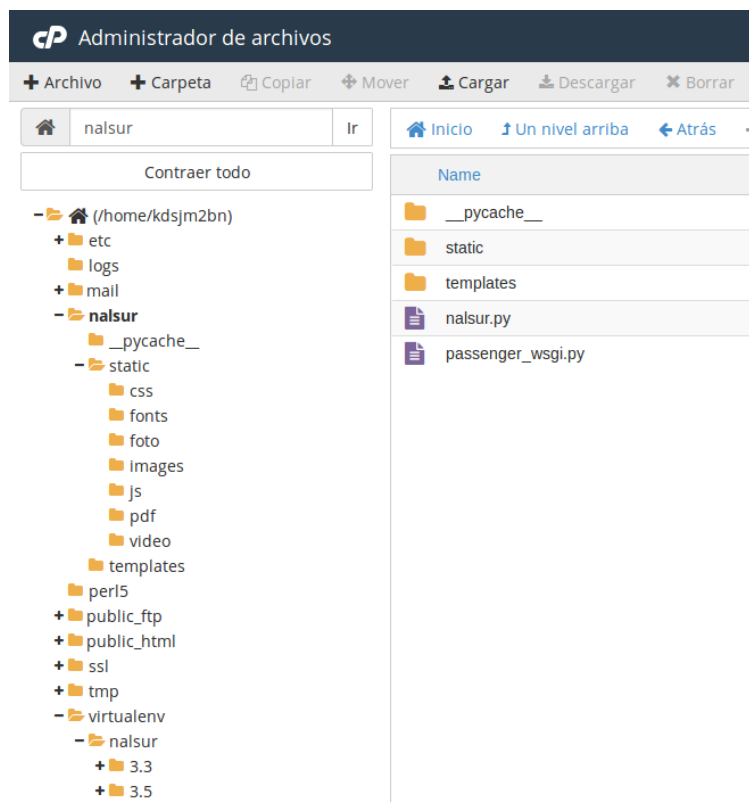 cP Administrador de archivos
+ Archivo + Carpeta Copiar Mover Cargar Descargar Borrar
nalsur Ir
Inicio Un nivel arriba Atrás
Contraer todo
Name
(/home/kdsjm2bn)
etc
logs
mail
nalsur
__pycache__
static
css
fonts
foto
images
js
pdf
video
templates
perl5
public_ftp
public_html
ssl
tmp
virtualenv
nalsur
3.3
3.5
__pycache__
static
templates
nalsur.py
passenger_wsgi.py